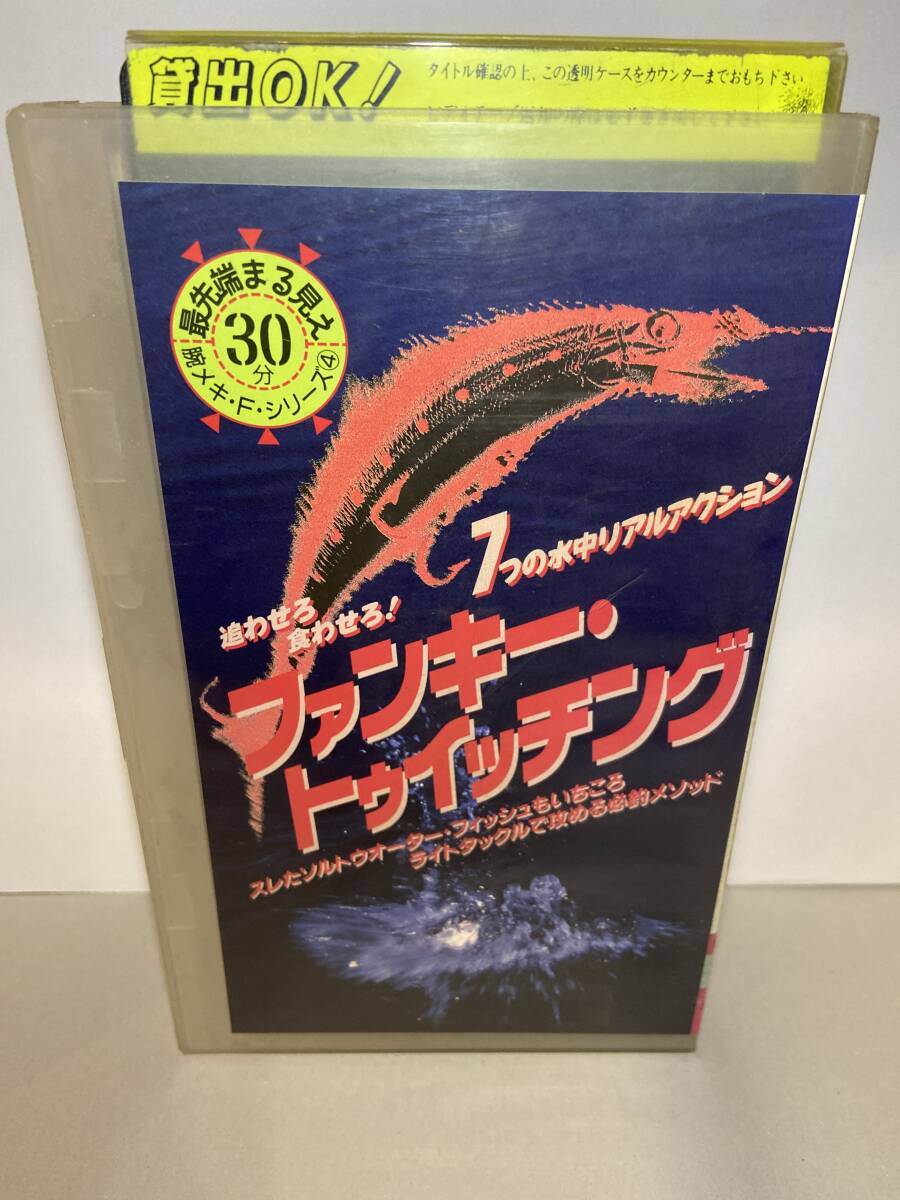 貸出OK!
タイトル確認の上、この透明ケースをカウンターまでおもち下さい
最先端まる見え
30
分
腕メキ・F・シリーズ④
7つの水中リアルアクション
追わせろ
食わせろ!
ファンキー・
トゥイッチング
スレたソルトウオーター・フィッシュもいちころ
ライトタックルで攻める必釣メソッド